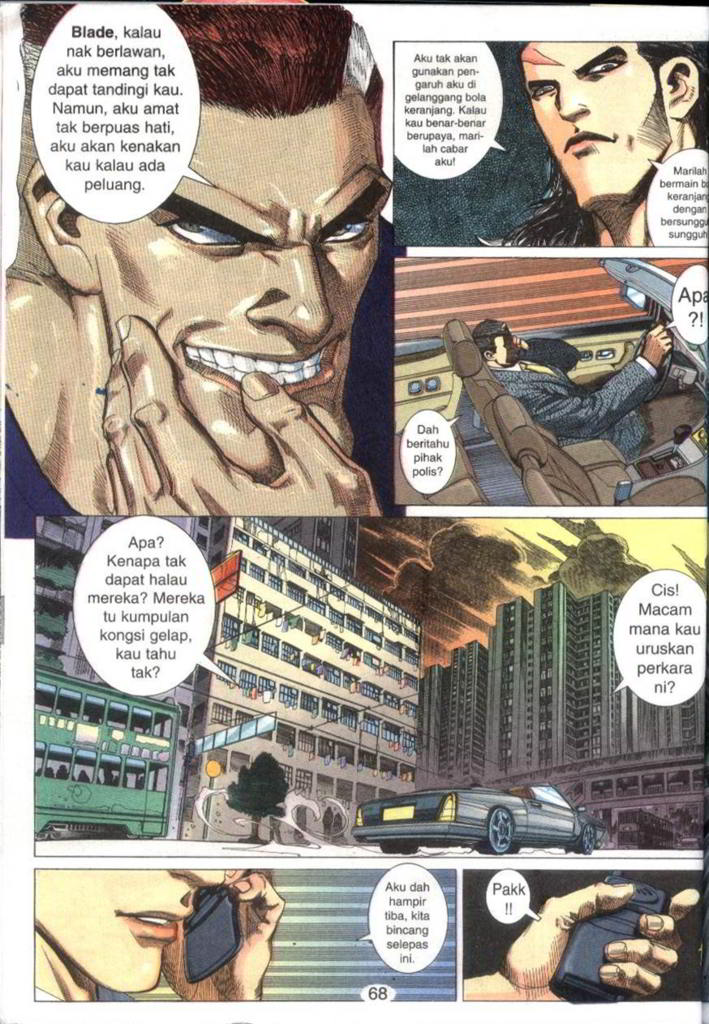 Blade, kalau
nak berlawan,
aku memang tak
dapat tandingi kau.
Namun, aku amat
tak berpuas hati,
aku akan kenakan
kau kalau ada
peluang.
Aku tak akan
gunakan pen-
garuh aku di
gelanggang bola
keranjang. Kalau
kau benar-benar
berupaya, mari-
lah cabar
aku!
Marilah
bermain b
keranjan
dengan
bersunggu
sungguh
Apa
?!
Dah
beritahu
pihak
polis?
Apa?
Kenapa tak
dapat halau
mereka? Mereka
tu kumpulan
kongsi gelap,
kau tahu
tak?
Cis!
Macam
mana kau
uruskan
perkara
ni?
Aku dah
hampir
tiba, kita
bincang
selepas
ini.
Pakk
!!
68